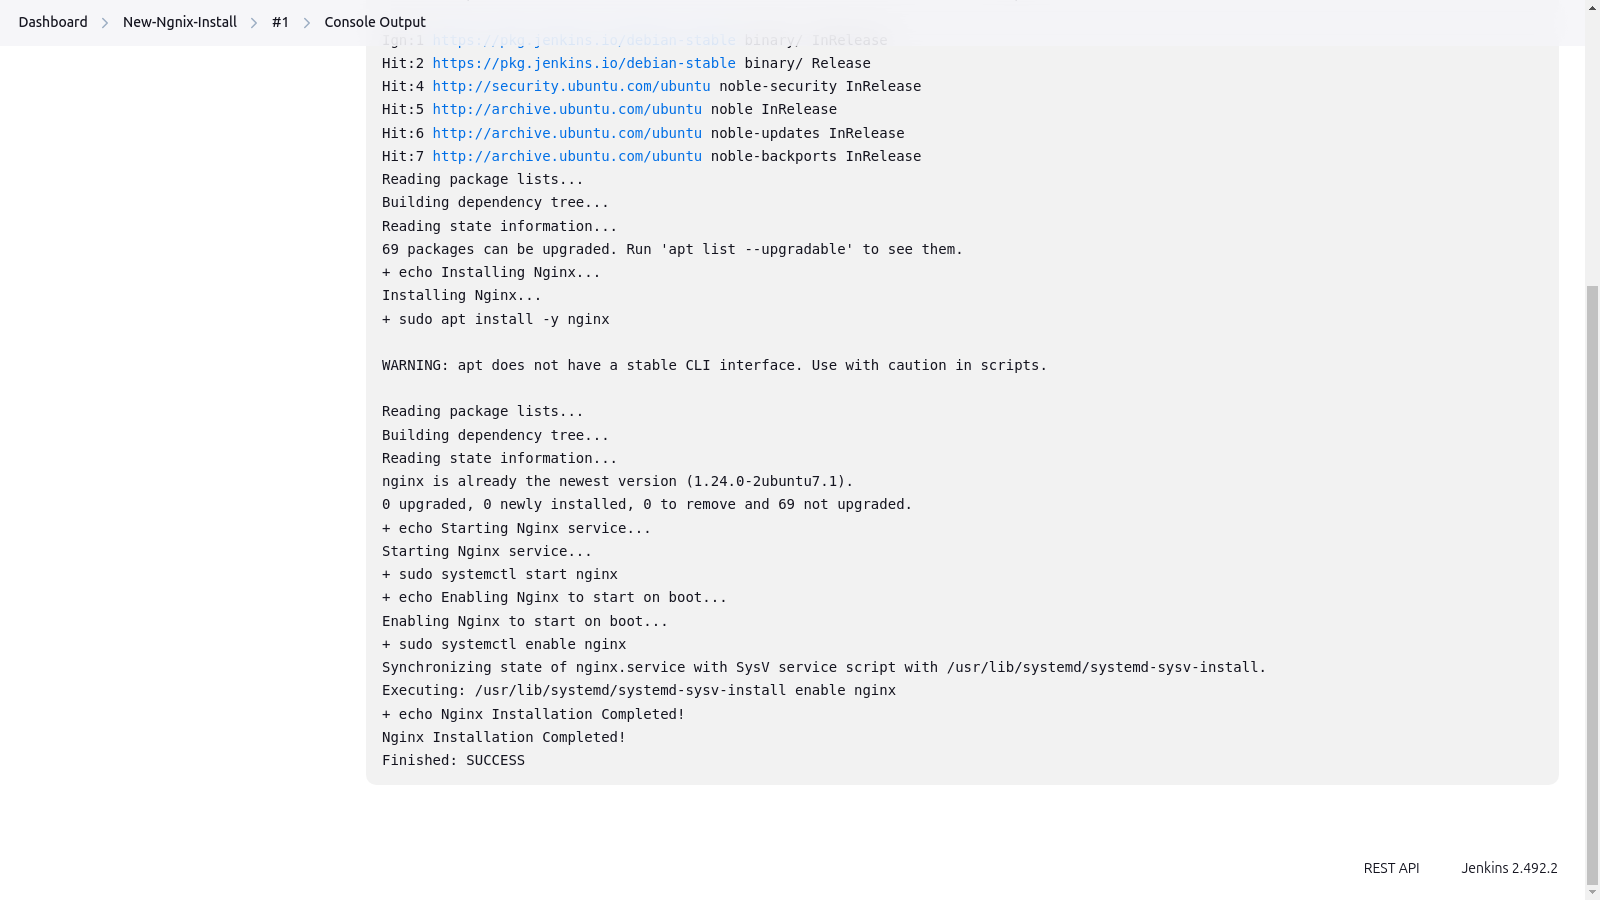 Dashboard > New-Ngnix-Install > #1 > Console Output
Ign:1 https://pkg.jenkins.io/debian-stable binary/ InRelease
Hit:2 https://pkg.jenkins.io/debian-stable binary/ Release
Hit:4 http://security.ubuntu.com/ubuntu noble-security InRelease
Hit:5 http://archive.ubuntu.com/ubuntu noble InRelease
Hit:6 http://archive.ubuntu.com/ubuntu noble-updates InRelease
Hit:7 http://archive.ubuntu.com/ubuntu noble-backports InRelease
Reading package lists...
Building dependency tree...
Reading state information...
69 packages can be upgraded. Run 'apt list --upgradable' to see them.
+ echo Installing Nginx...
Installing Nginx...
+ sudo apt install -y nginx
WARNING: apt does not have a stable CLI interface. Use with caution in scripts.
Reading package lists...
Building dependency tree...
Reading state information...
nginx is already the newest version (1.24.0-2ubuntu7.1).
0 upgraded, 0 newly installed, 0 to remove and 69 not upgraded.
+ echo Starting Nginx service...
Starting Nginx service...
+ sudo systemctl start nginx
+ echo Enabling Nginx to start on boot...
Enabling Nginx to start on boot...
+ sudo systemctl enable nginx
Synchronizing state of nginx.service with SysV service script with /usr/lib/systemd/systemd-sysv-install.
Executing: /usr/lib/systemd/systemd-sysv-install enable nginx
+ echo Nginx Installation Completed!
Nginx Installation Completed!
Finished: SUCCESS
REST API
Jenkins 2.492.2